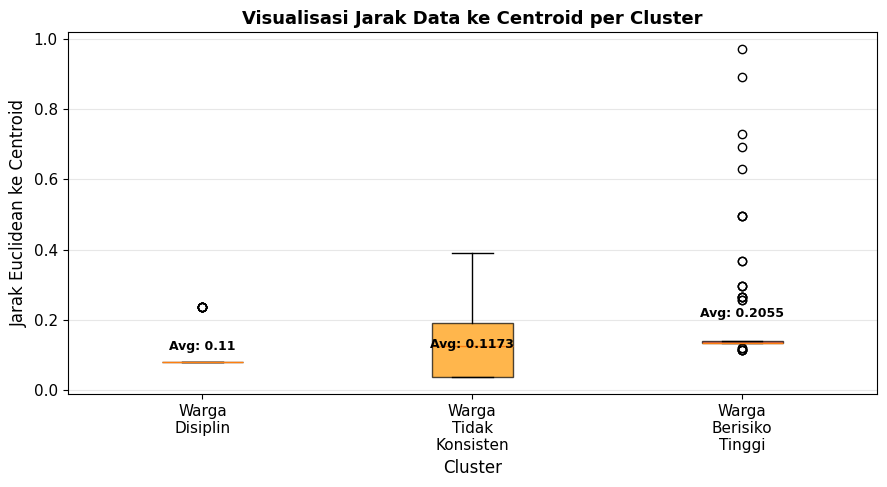 Visualisasi Jarak Data ke Centroid per Cluster
Jarak Euclidean ke Centroid
1.0
0.8
0.6
0.4
0.2
0.0
Avg: 0.11
Avg: 0.1173
Avg: 0.2055
Warga
Disiplin
Warga
Tidak
Konsisten
Warga
Berisiko
Tinggi
Cluster